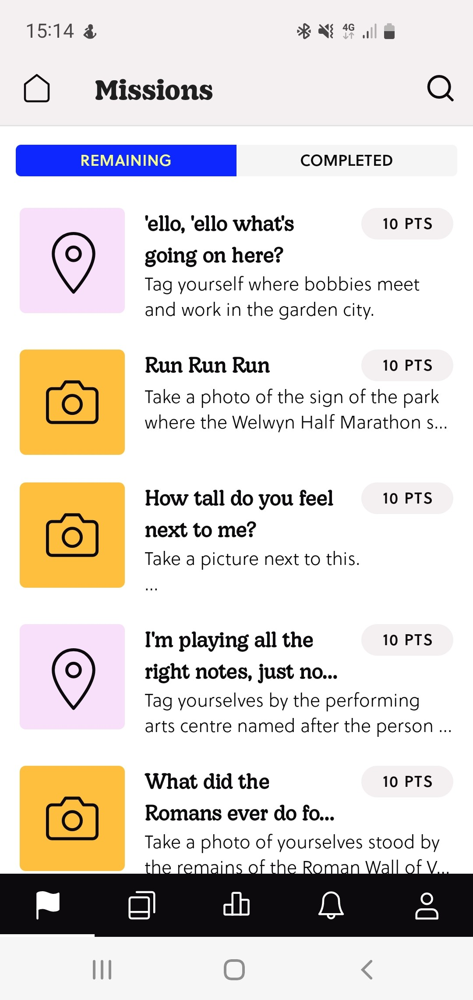 15:14
4G
Missions
REMAINING
COMPLETED
'ello, 'ello what's
going on here?
10 PTS
Tag yourself where bobbies meet
and work in the garden city.
Run Run Run
10 PTS
Take a photo of the sign of the park
where the Welwyn Half Marathon s...
How tall do you feel
next to me?
10 PTS
Take a picture next to this.
...
I'm playing all the
right notes, just no...
10 PTS
Tag yourselves by the performing
arts centre named after the person ...
What did the
Romans ever do fo...
10 PTS
Take a photo of yourselves stood by
the remains of the Roman Wall of V...